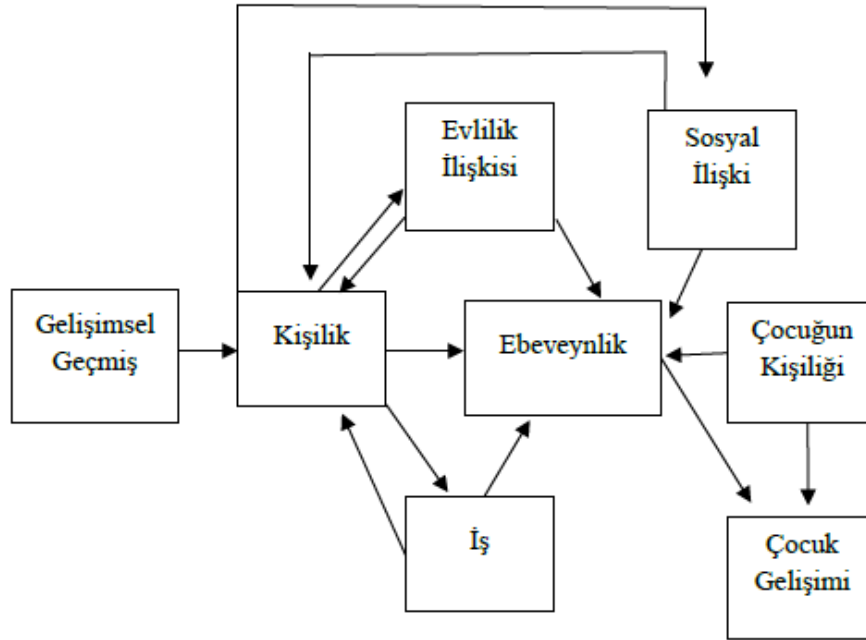 Evlilik
İlişkisi
Sosyal
İlişki
Gelişimsel
Geçmiş
Kişilik
Ebeveynlik
Çocuğun
Kişiliği
İş
Çocuk
Gelişimi